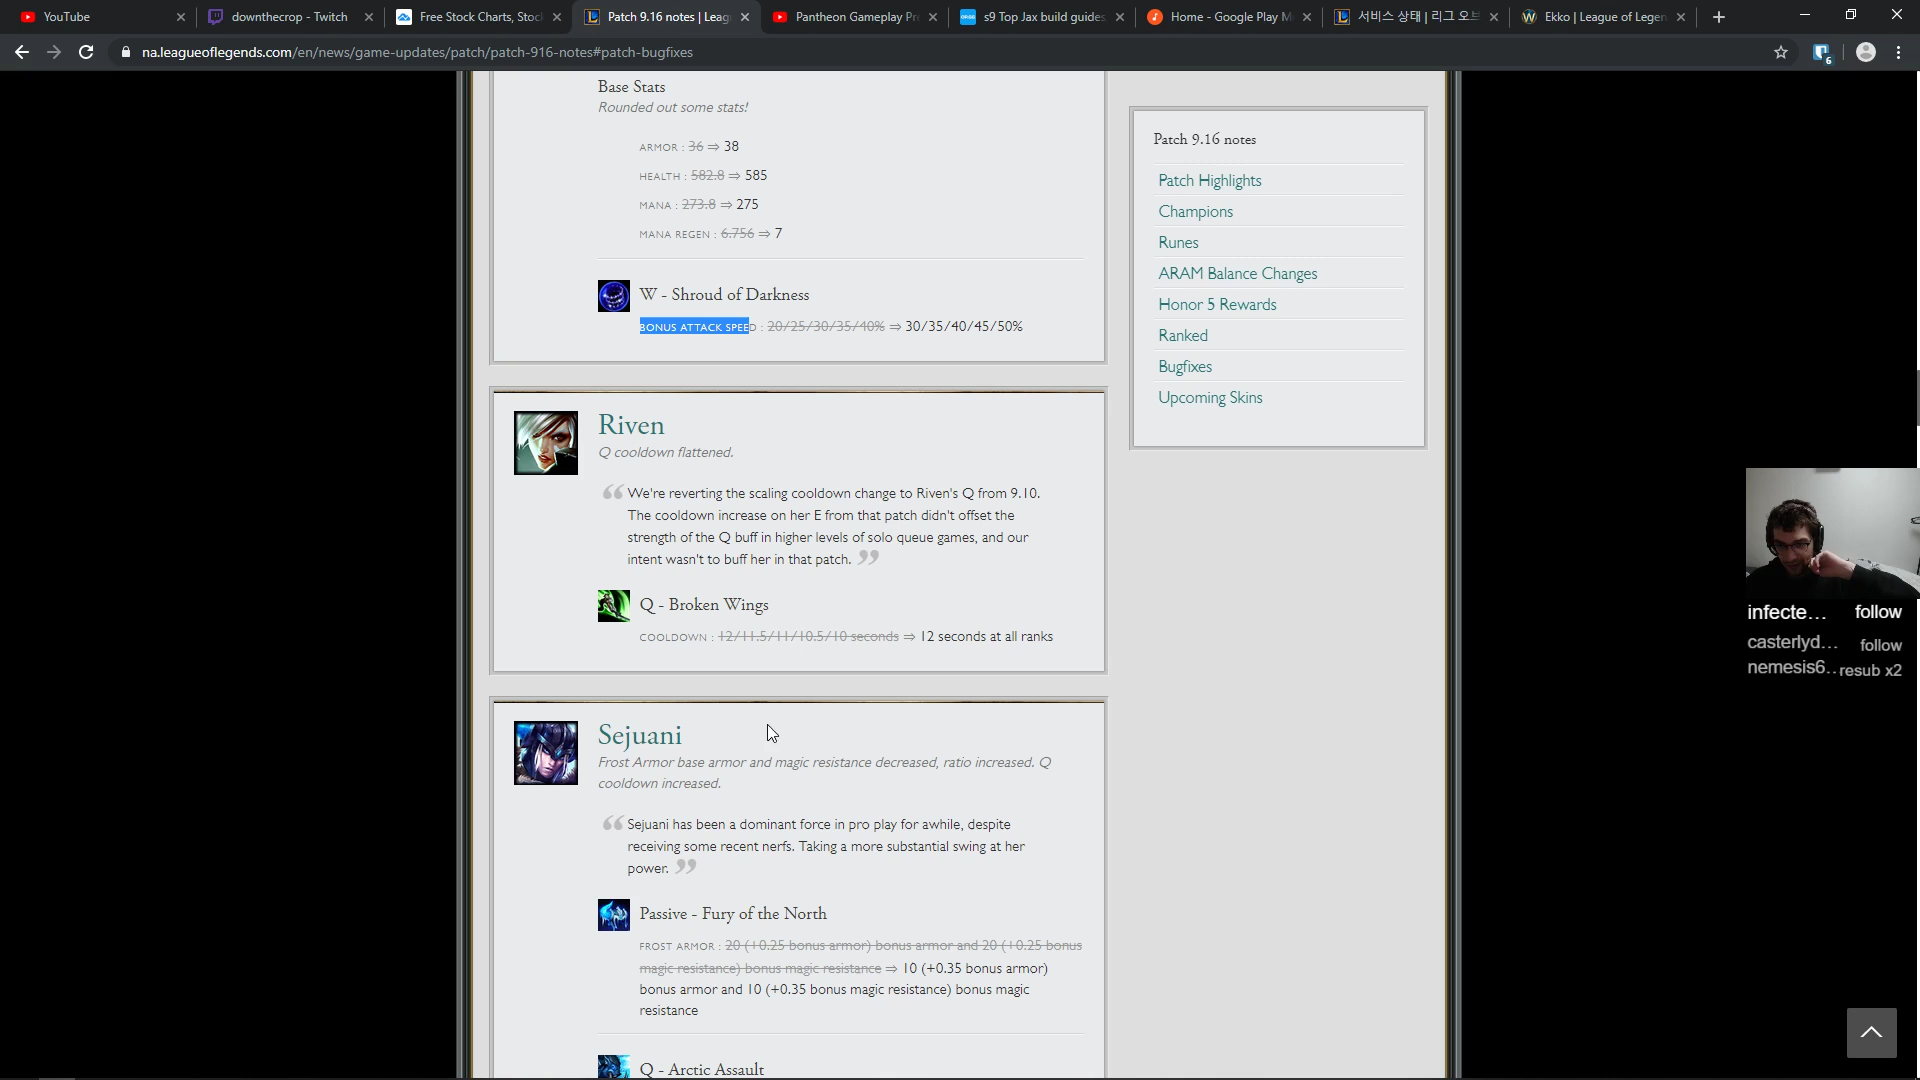 YouTube
downthecrop - Twitch
Free Stock Charts, Stoc
Patch 9.16 notes | Leag
Pantheon Gameplay Pr
s9 Top Jax build guides
Home - Google Play M
서비스 상태 | 리그 오브
Ekko | League of Legen
na.leagueoflegends.com/en/news/game-updates/patch/patch-916-notes#patch-bugfixes
6
Base Stats
Rounded out some stats!
ARMOR : 36 ⇒ 38
HEALTH : 582.8 ⇒ 585
MANA : 273.8 ⇒ 275
MANA REGEN : 6.756 ⇒ 7
W - Shroud of Darkness
BONUS ATTACK SPEED : 20/25/30/35/40% ⇒ 30/35/40/45/50%
Riven
Q cooldown flattened.
“ We're reverting the scaling cooldown change to Riven's Q from 9.10.
The cooldown increase on her E from that patch didn't offset the
strength of the Q buff in higher levels of solo queue games, and our
intent wasn't to buff her in that patch. ”
Q - Broken Wings
COOLDOWN : 12/11.5/11/10.5/10 seconds ⇒ 12 seconds at all ranks
Sejuani
Frost Armor base armor and magic resistance decreased, ratio increased. Q
cooldown increased.
“ Sejuani has been a dominant force in pro play for awhile, despite
receiving some recent nerfs. Taking a more substantial swing at her
power. ”
Passive - Fury of the North
FROST ARMOR : 20 (+0.25 bonus armor) bonus armor and 20 (+0.25 bonus
magic resistance) bonus magic resistance ⇒ 10 (+0.35 bonus armor)
bonus armor and 10 (+0.35 bonus magic resistance) bonus magic
resistance
Q - Arctic Assault
Patch 9.16 notes
Patch Highlights
Champions
Runes
ARAM Balance Changes
Honor 5 Rewards
Ranked
Bugfixes
Upcoming Skins
infecte... follow
casterlyd... follow
nemesis6.. resub x2